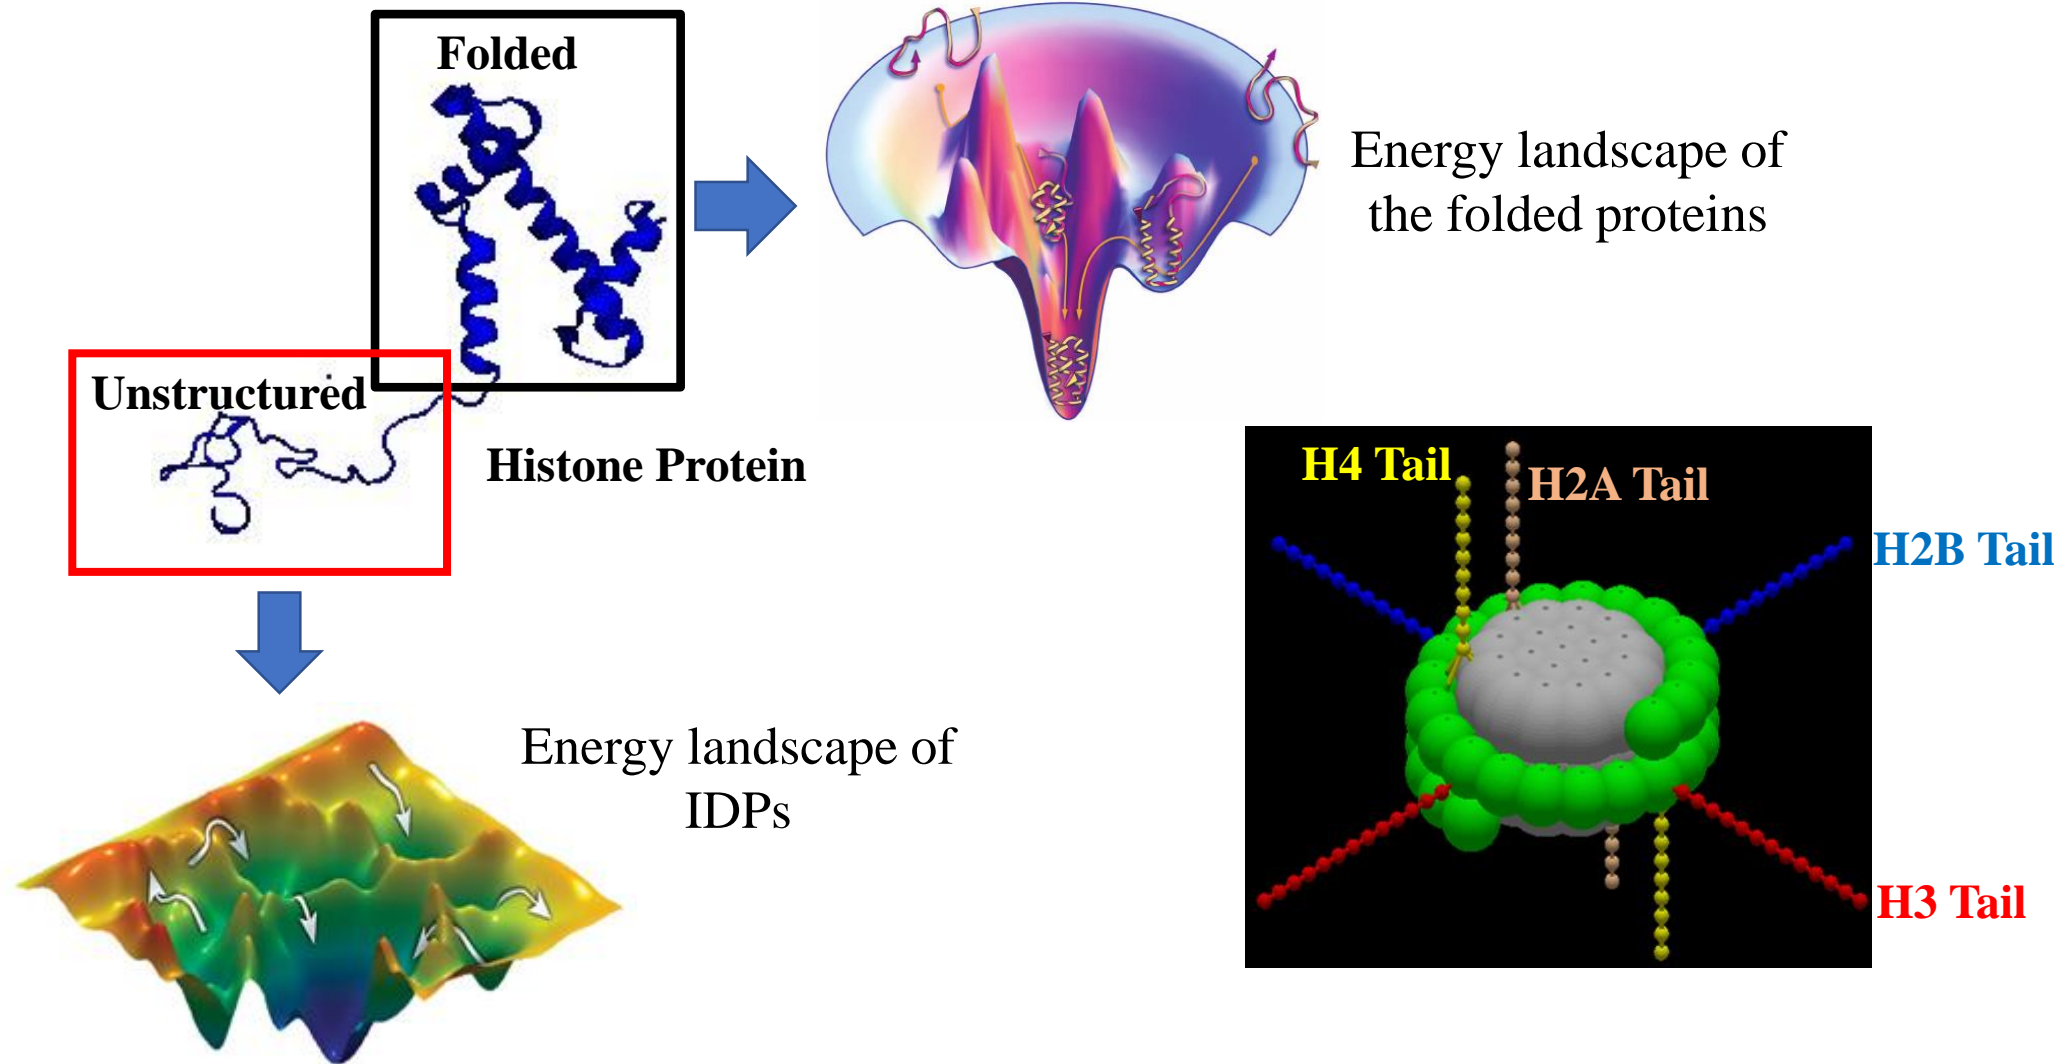 Folded
Energy landscape of
the folded proteins
Unstructured
Histone Protein
H4 Tail
H2A Tail
H2B Tail
Energy landscape of
IDPs
H3 Tail